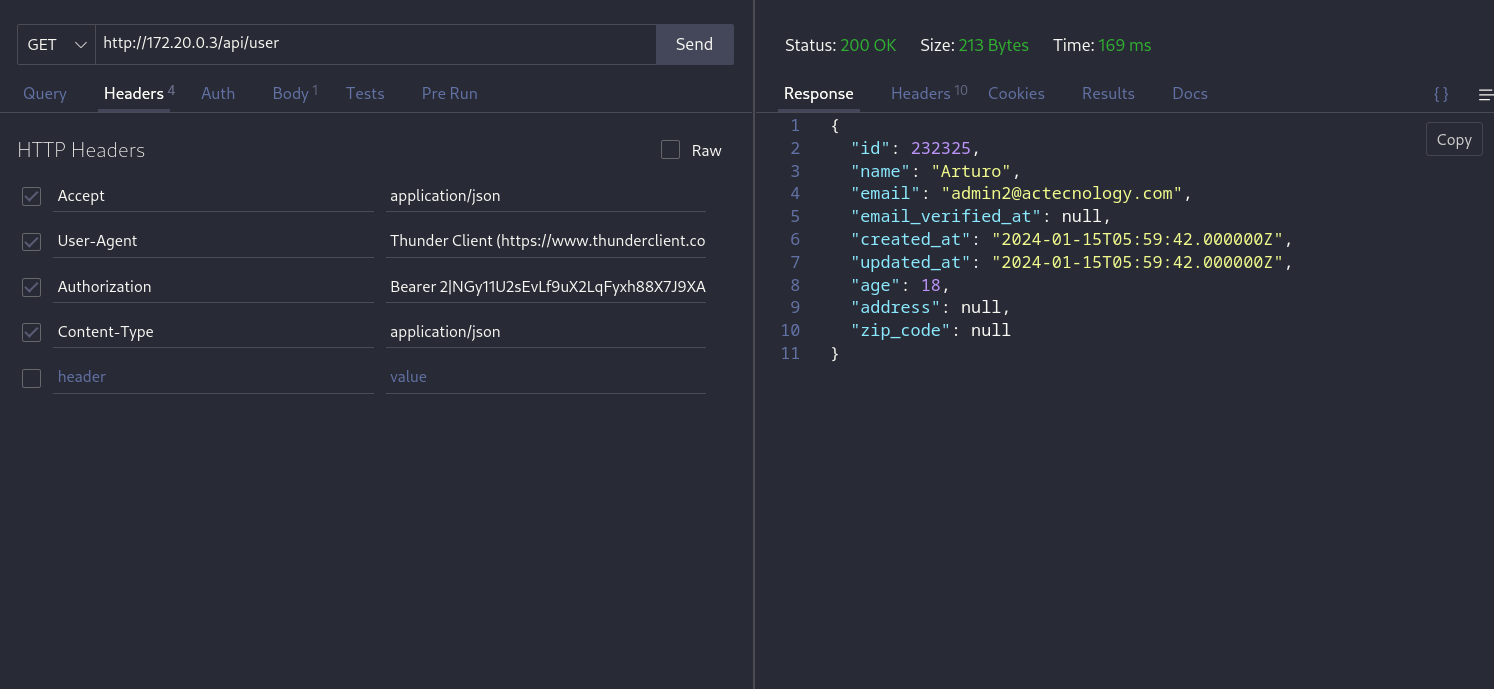 GET http://172.20.0.3/api/user Send
Query Headers 4 Auth Body 1 Tests Pre Run
HTTP Headers Raw
Accept application/json
User-Agent Thunder Client (https://www.thunderclient.co
Authorization Bearer 2|NGy11U2sEvLf9uX2LqFyxh88X7J9XA
Content-Type application/json
header value
Status: 200 OK Size: 213 Bytes Time: 169 ms
Response Headers 10 Cookies Results Docs { }
Copy
1 {
2 "id": 232325,
3 "name": "Arturo",
4 "email": "admin2@actecnology.com",
5 "email_verified_at": null,
6 "created_at": "2024-01-15T05:59:42.000000Z",
7 "updated_at": "2024-01-15T05:59:42.000000Z",
8 "age": 18,
9 "address": null,
10 "zip_code": null
11 }